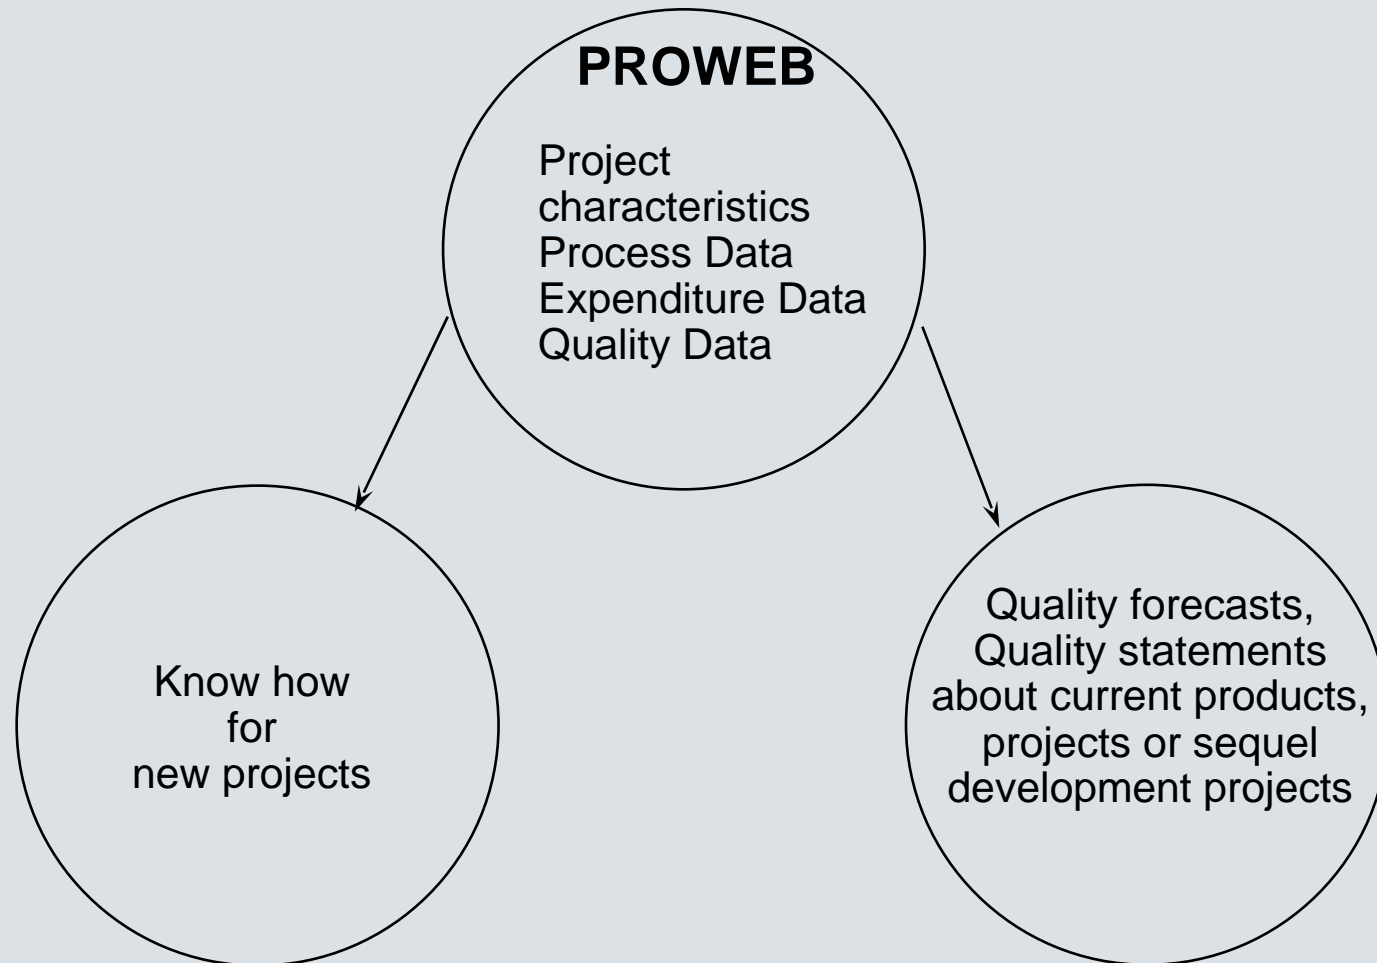 PROWEB
Project
characteristics
Process Data
Expenditure Data
Quality Data
Know how
for
new projects
Quality forecasts,
Quality statements
about current products,
projects or sequel
development projects